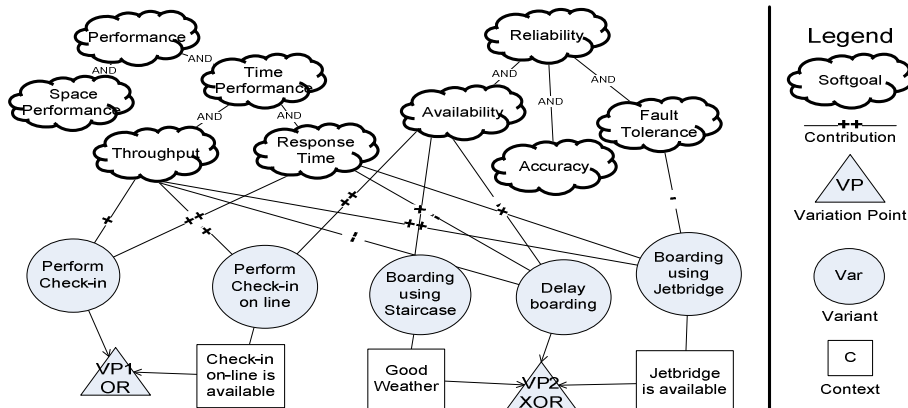 Performance
AND
AND
Space
Performance
Time
Performance
AND
AND
Throughput
Response
Time
Reliability
AND
AND
AND
Availability
Accuracy
Fault
Tolerance
+
++
+
--
++
+
-
++
+
-
Perform
Check-in
Perform
Check-in
on line
Boarding
using
Staircase
Delay
boarding
Boarding
using
Jetbridge
VP1
OR
Check-in
on-line is
available
Good
Weather
VP2
XOR
Jetbridge
is available
Legend
Softgoal
++
Contribution
VP
Variation Point
Var
Variant
C
Context